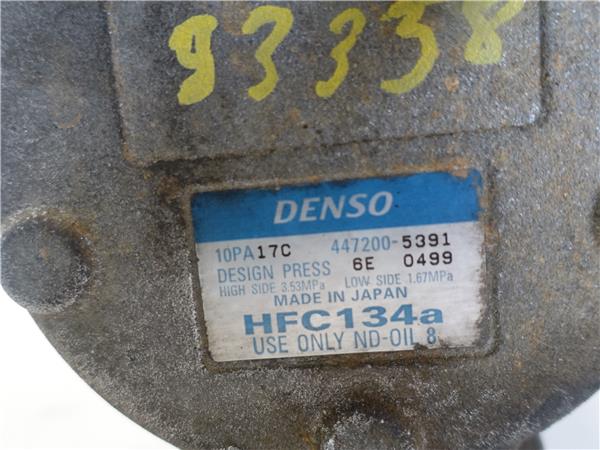 93358
DENSO
10PA17C 447200-5391
DESIGN PRESS 6E 0499
HIGH SIDE 3.53MPa LOW SIDE 1.67MPa
MADE IN JAPAN
HFC134a
USE ONLY ND-OIL 8